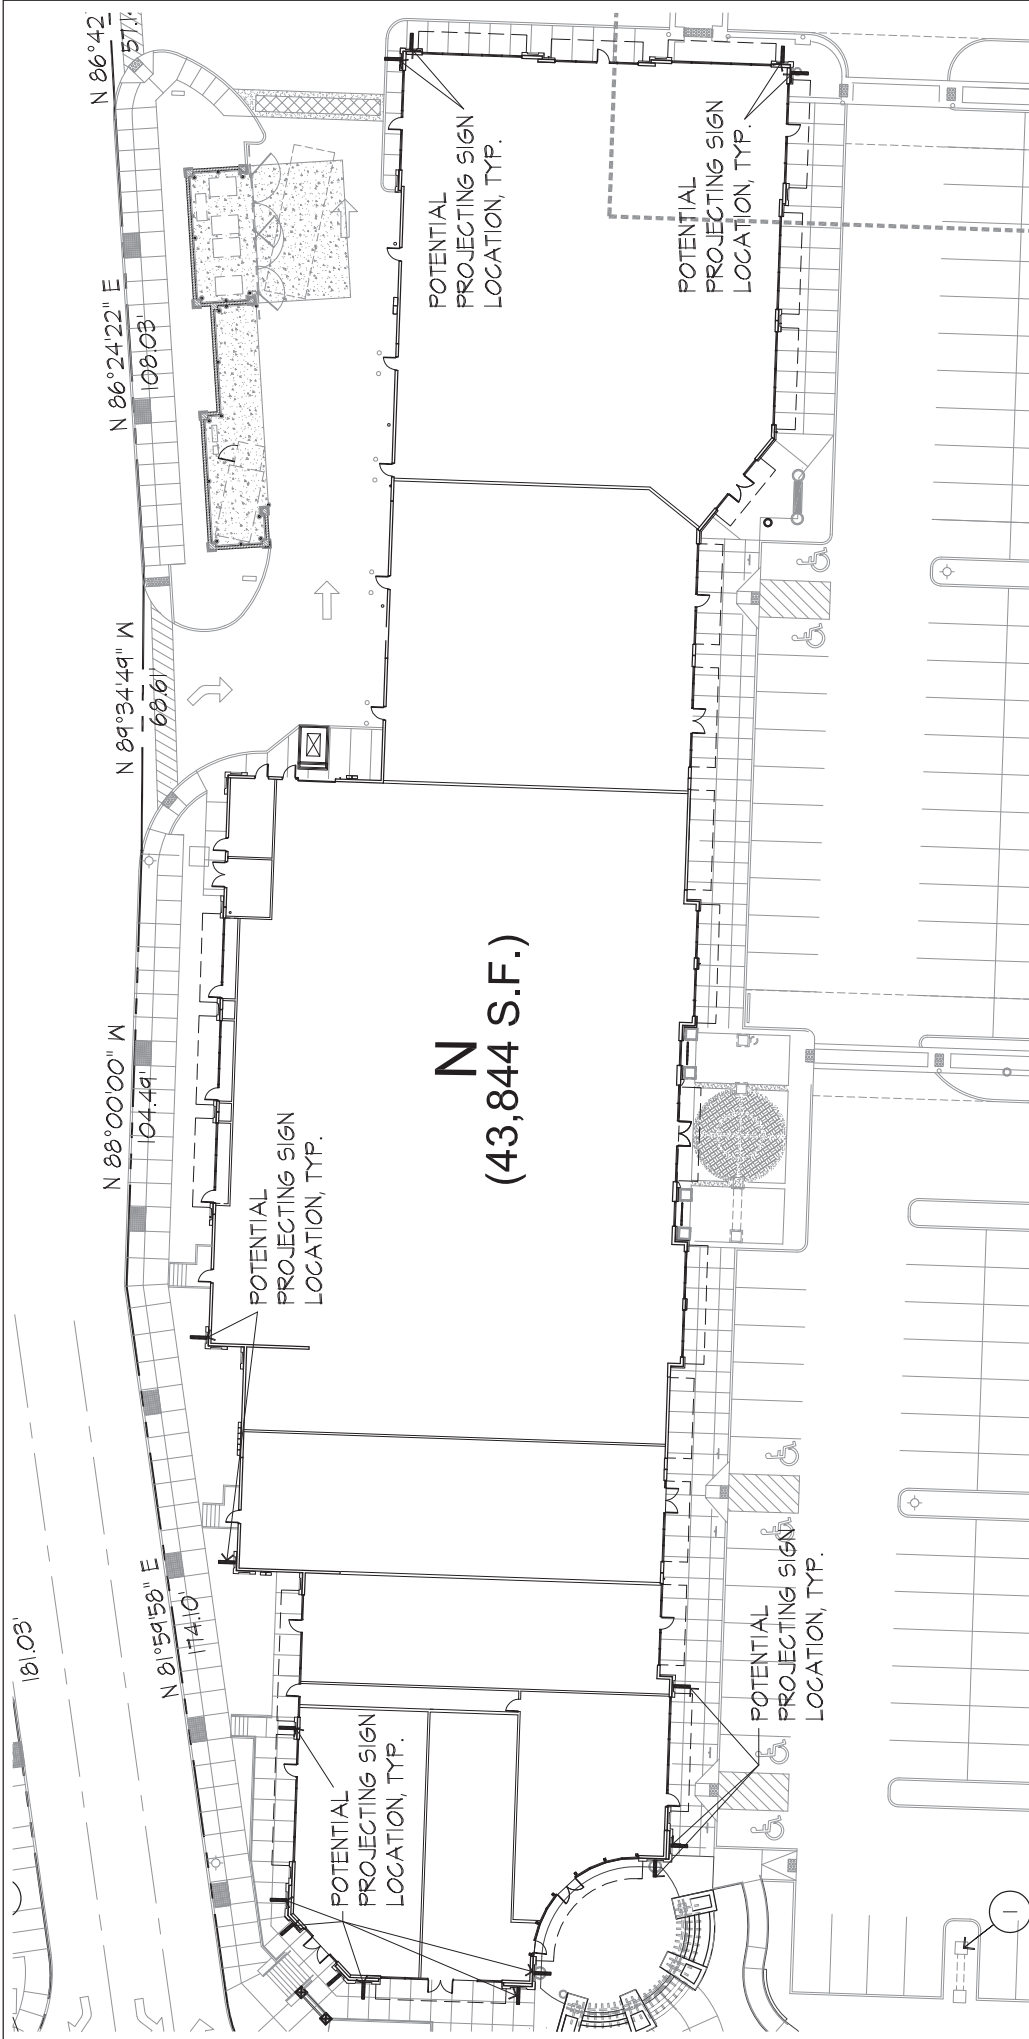 N 86°42'
57.1
POTENTIAL
PROJECTING SIGN
LOCATION, TYP.
POTENTIAL
PROJECTING SIGN
LOCATION, TYP.
N 86°24'22" E
108.03'
N 89°34'49" W
68.61'
N 88°00'00" W
104.49'
N
(43,844 S.F.)
POTENTIAL
PROJECTING SIGN
LOCATION, TYP.
N 81°59'58" E
174.10'
181.03'
POTENTIAL
PROJECTING SIGN
LOCATION, TYP.
POTENTIAL
PROJECTING SIGN
LOCATION, TYP.
1